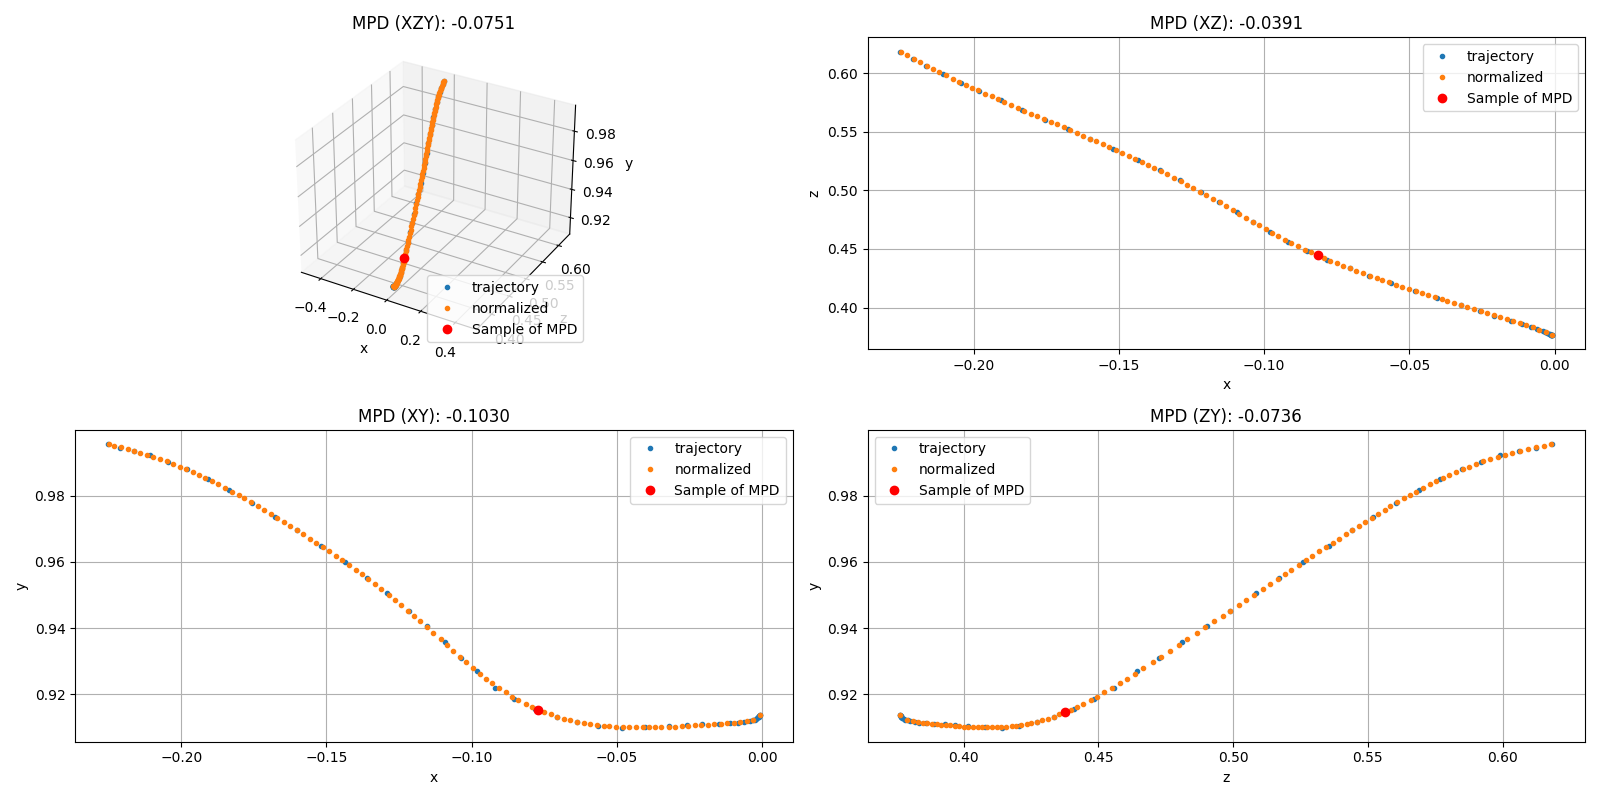 MPD (XZY): -0.0751
0.98
0.96
0.94
0.92
y
0.60
0.55
0.50
0.45
0.40
z
−0.4
−0.2
0.0
0.2
0.4
x
trajectory
normalized
Sample of MPD
MPD (XZ): -0.0391
trajectory
normalized
Sample of MPD
0.60
0.55
0.50
0.45
0.40
z
−0.20
−0.15
−0.10
−0.05
0.00
x
MPD (XY): -0.1030
trajectory
normalized
Sample of MPD
0.98
0.96
0.94
0.92
y
−0.20
−0.15
−0.10
−0.05
0.00
x
MPD (ZY): -0.0736
trajectory
normalized
Sample of MPD
0.98
0.96
0.94
0.92
y
0.40
0.45
0.50
0.55
0.60
z